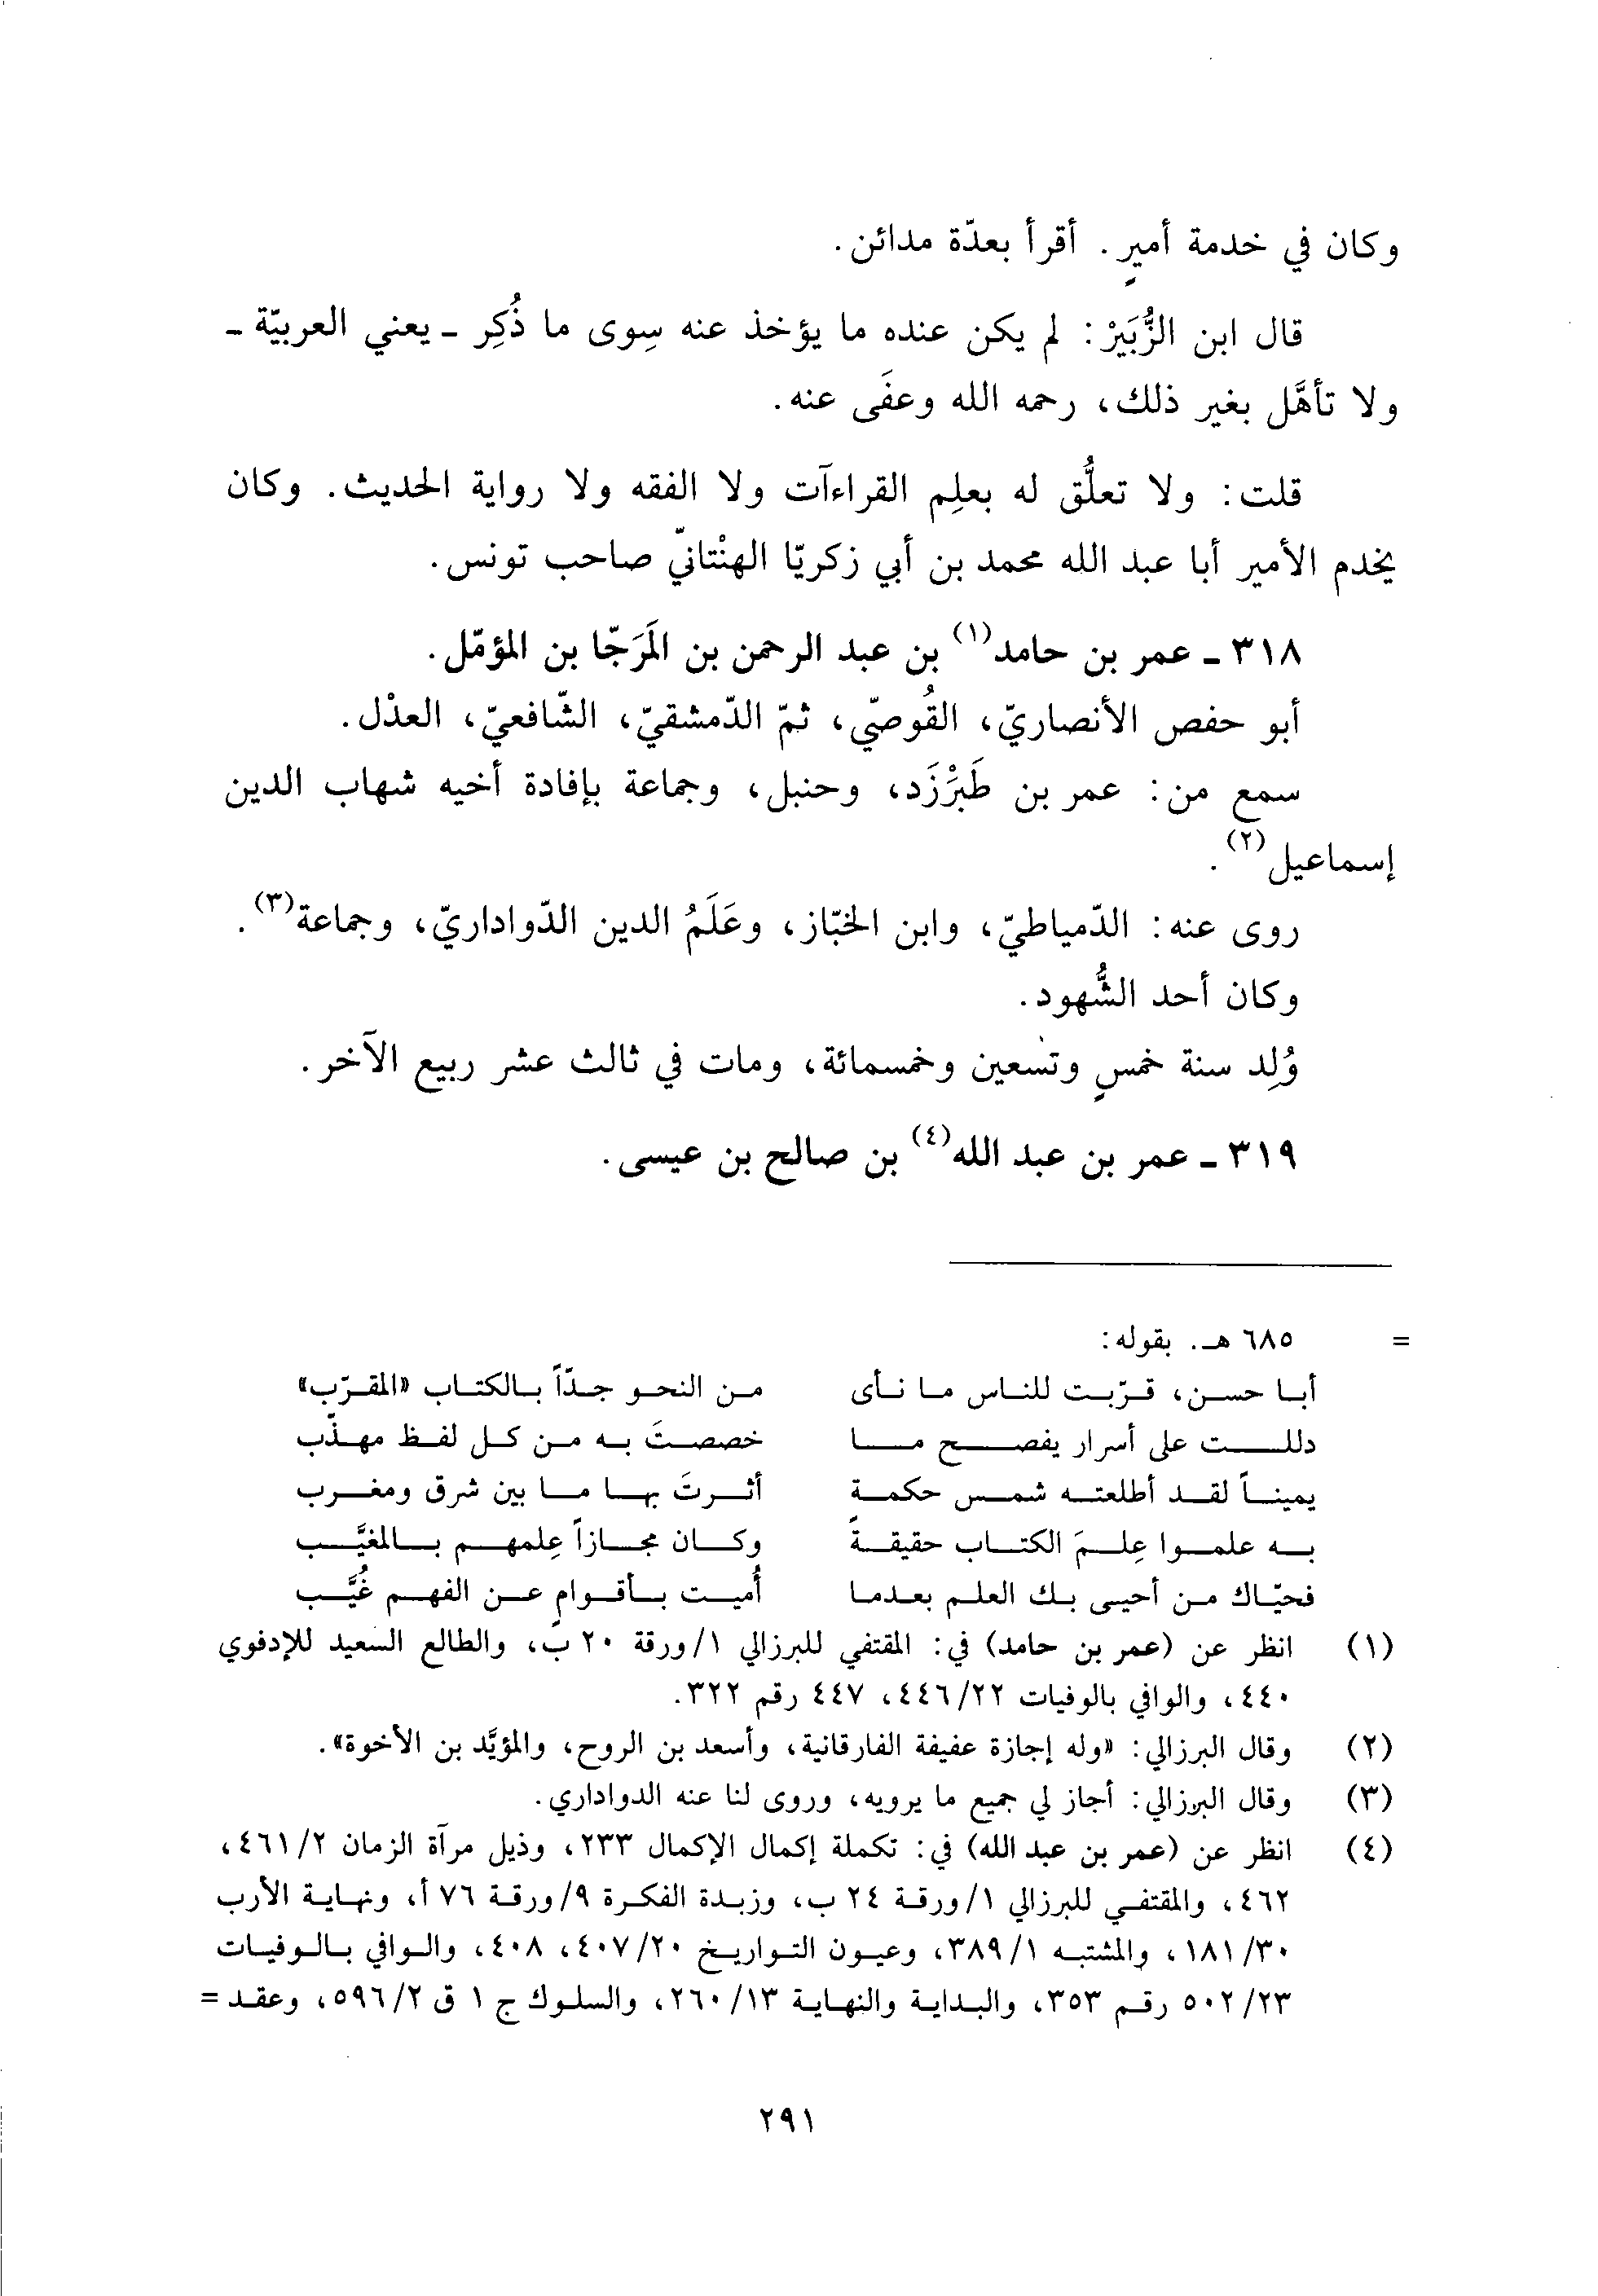 وكان في خدمة أميرٍ. أقرأ بعدّة مدائن.
قال ابن الزُّبَيْر: لم يكن عنده ما يؤخذ عنه سِوى ما ذُكِر ـ يعني العربيّة ـ
ولا تأهَّل بغير ذلك، رحمه الله وعفَى عنه.
قلت: ولا تعلُّق له بعلِم القراءآت ولا الفقه ولا رواية الحديث. وكان
يخدم الأمير أبا عبد الله محمد بن أبي زكريّا الهنْتانيّ صاحب تونس.
٣١٨ ـ عمر بن حامد(١) بن عبد الرحمن بن المَرَجّا بن المؤمّل.
أبو حفص الأنصاريّ، القُوصّي، ثمّ الدّمشقيّ، الشّافعيّ، العدْل.
سمع من: عمر بن طَبَرْزَد، وحنبل، وجماعة بإفادة أخيه شهاب الدين
إسماعيل(٢).
روى عنه: الدّمياطيّ، وابن الخبّاز، وعَلَمُ الدين الدّواداريّ، وجماعة(٣).
وكان أحد الشُّهود.
وُلِد سنة خمسٍ وتسعين وخمسمائة، ومات في ثالث عشر ربيع الآخر.
٣١٩ ـ عمر بن عبد الله(٤) بن صالح بن عيسى.
= ٦٨٥ هـ. بقوله:
أبا حسن، قرّبت للناس ما نأى من النحو جدّاً بالكتاب «المقرّب»
دللت على أسرار يفصح ما خصصتَ به من كل لفظ مهذّب
يميناً لقد أطلعته شمس حكمة أثرتَ بها ما بين شرق ومغرب
به علموا عِلمَ الكتاب حقيقةً وكان مجازاً عِلمهم بالمغيَّب
فحيّاك من أحيى بك العلم بعدما أُميت بأقوامٍ عن الفهم غُيَّب
(١) انظر عن (عمر بن حامد) في: المقتفي للبرزالي ١/ورقة ٢٠ ب، والطالع السعيد للإدفوي
٤٤٠، والوافي بالوفيات ٤٤٦/٢٢، ٤٤٧ رقم ٣٢٢.
(٢) وقال البرزالي: «وله إجازة عفيفة الفارقانية، وأسعد بن الروح، والمؤيَّد بن الأخوة».
(٣) وقال البرزالي: أجاز لي جميع ما يرويه، وروى لنا عنه الدواداري.
(٤) انظر عن (عمر بن عبد الله) في: تكملة إكمال الإكمال ٢٣٣، وذيل مرآة الزمان ٤٦١/٢،
٤٦٢، والمقتفي للبرزالي ١/ورقة ٢٤ ب، وزبدة الفكرة ٩/ورقة ٧٦ أ، ونهاية الأرب
١٨١/٣٠، والمشتبه ٣٨٩/١، وعيون التواريخ ٤٠٧/٢٠، ٤٠٨، والوافي بالوفيات
٥٠٢/٢٣ رقم ٣٥٣، والبداية والنهاية ٢٦٠/١٣، والسلوك ج ١ ق ٥٩٦/٢، وعقد =
٢٩١